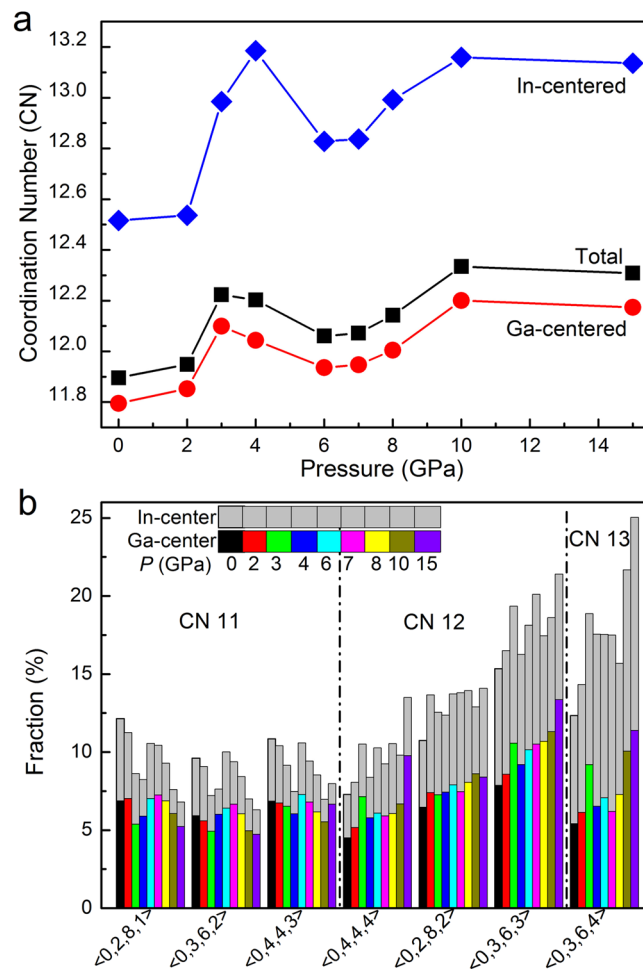 a
13.2
13.0
12.8
12.6
12.4
12.2
12.0
11.8
Coordination Number (CN)
In-centered
Total
Ga-centered
0 2 4 6 8 10 12 14
Pressure (GPa)
b
25
20
15
10
5
0
Fraction (%)
In-center
Ga-center
P (GPa) 0 2 3 4 6 7 8 10 15
CN 11
CN 12
CN 13
<0,2,8,1> <0,3,6,2> <0,4,4,3> <0,4,4,4> <0,2,8,2> <0,3,6,3> <0,3,6,4>